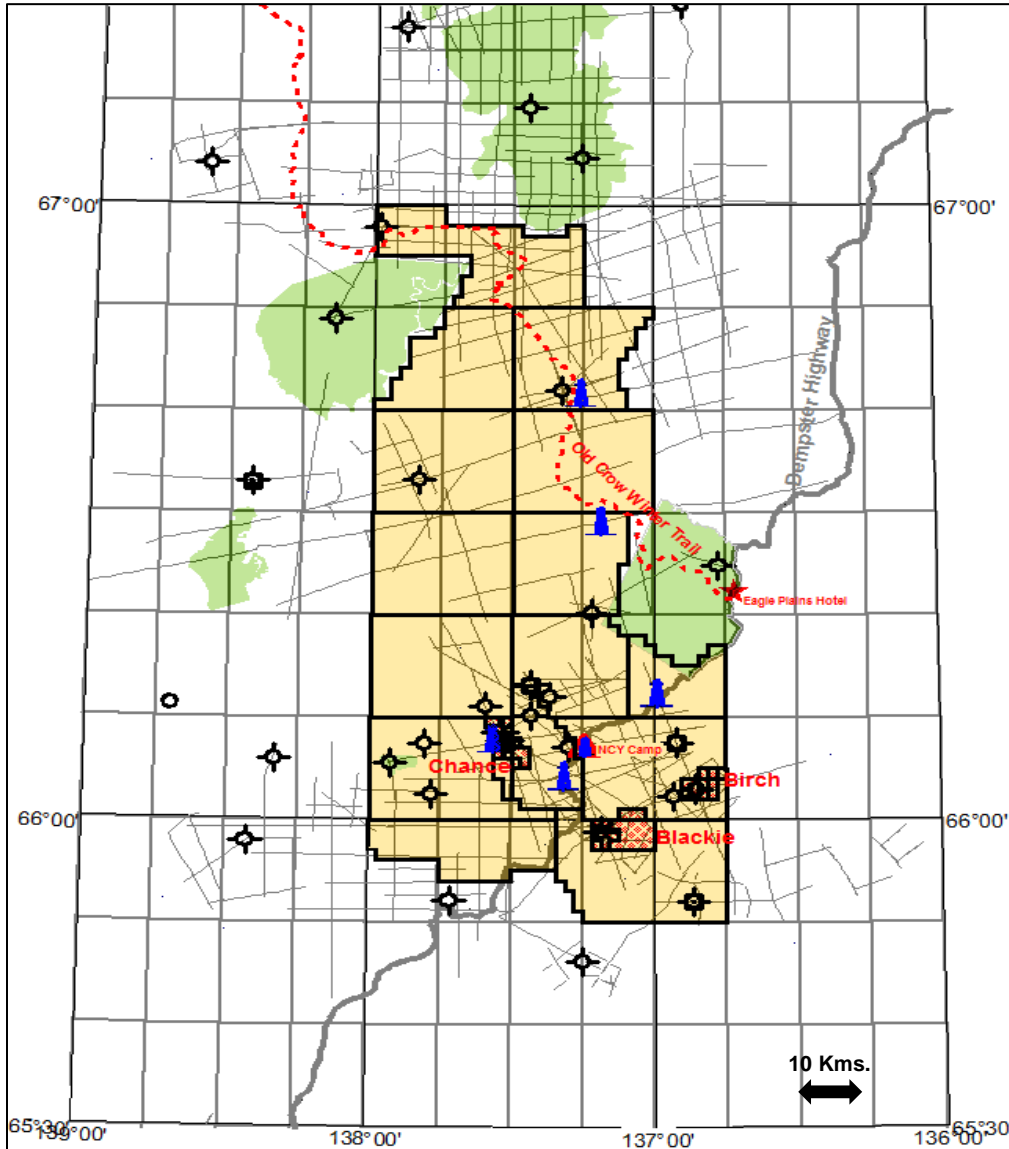 67°00'
67°00'
Dempster Highway
Old Crow Winter Trail
Eagle Plains Hotel
NCY Camp
Chance
Birch
Blackie
66°00'
66°00'
10 Kms.
65°30'
139°00'
138°00'
137°00'
136°00'
65°30